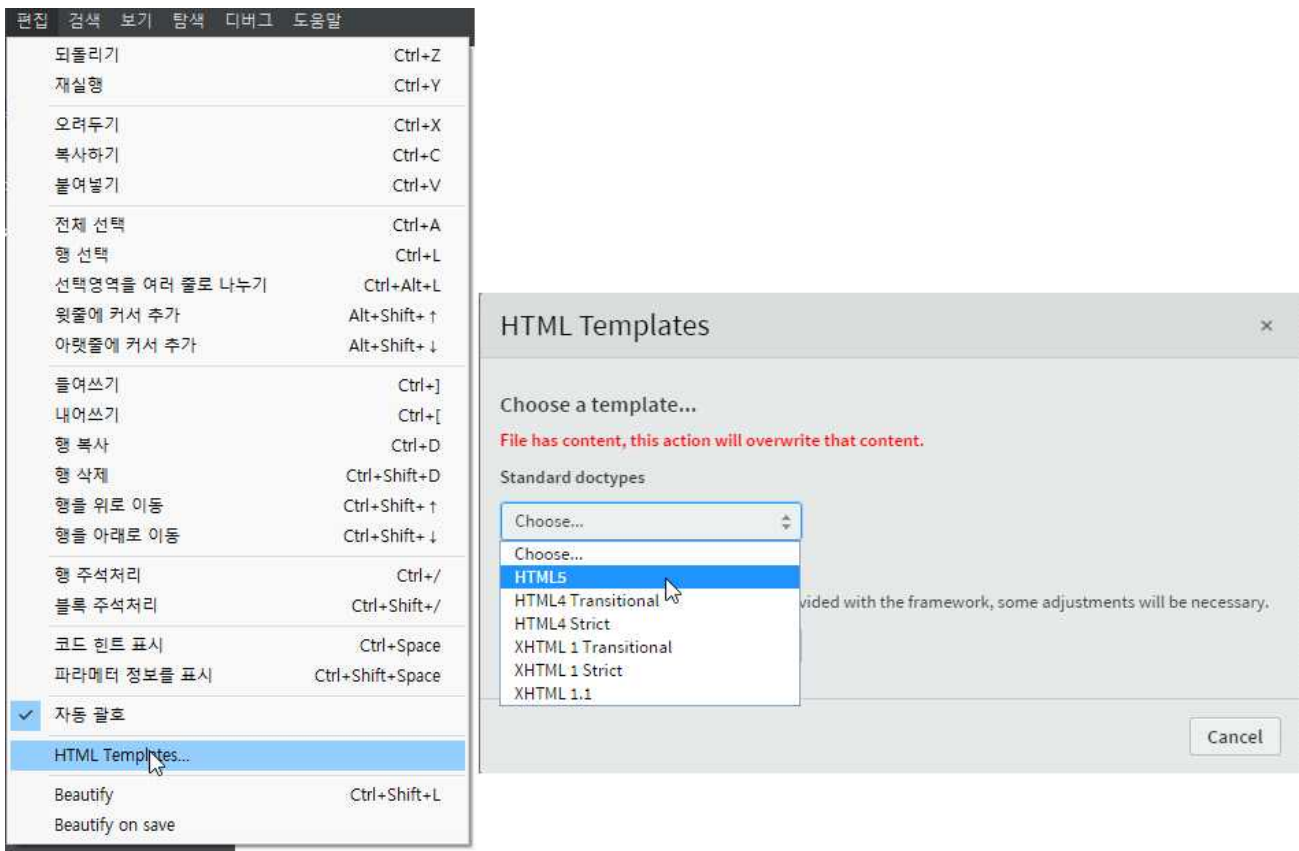 편집 검색 보기 탐색 디버그 도움말
되돌리기 Ctrl+Z
재실행 Ctrl+Y
오려두기 Ctrl+X
복사하기 Ctrl+C
붙여넣기 Ctrl+V
전체 선택 Ctrl+A
행 선택 Ctrl+L
선택영역을 여러 줄로 나누기 Ctrl+Alt+L
윗줄에 커서 추가 Alt+Shift+↑
아랫줄에 커서 추가 Alt+Shift+↓
들여쓰기 Ctrl+]
내어쓰기 Ctrl+[
행 복사 Ctrl+D
행 삭제 Ctrl+Shift+D
행을 위로 이동 Ctrl+Shift+↑
행을 아래로 이동 Ctrl+Shift+↓
행 주석처리 Ctrl+/
블록 주석처리 Ctrl+Shift+/
코드 힌트 표시 Ctrl+Space
파라메터 정보를 표시 Ctrl+Shift+Space
자동 괄호
HTML Templates...
Beautify Ctrl+Shift+L
Beautify on save
HTML Templates ×
Choose a template...
File has content, this action will overwrite that content.
Standard doctypes
Choose...
Choose...
HTML5
HTML4 Transitional
HTML4 Strict
XHTML 1 Transitional
XHTML 1 Strict
XHTML 1.1
with the framework, some adjustments will be necessary.
Cancel